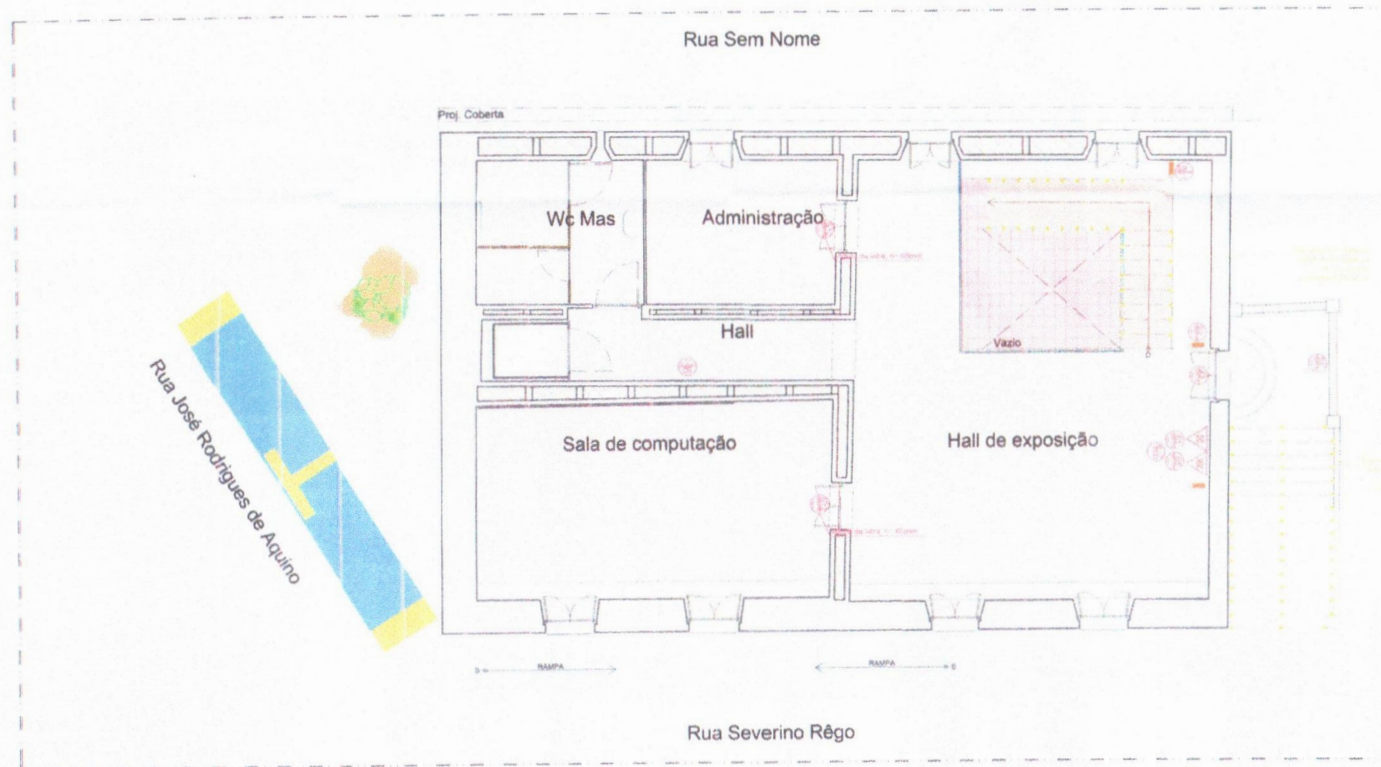 Rua Sem Nome
Proj. Coberta
Wc Mas
Administração
Hall
Vazio
Rua José Rodrigues de Aquino
Sala de computação
Hall de exposição
RAMPA
RAMPA
Rua Severino Rêgo